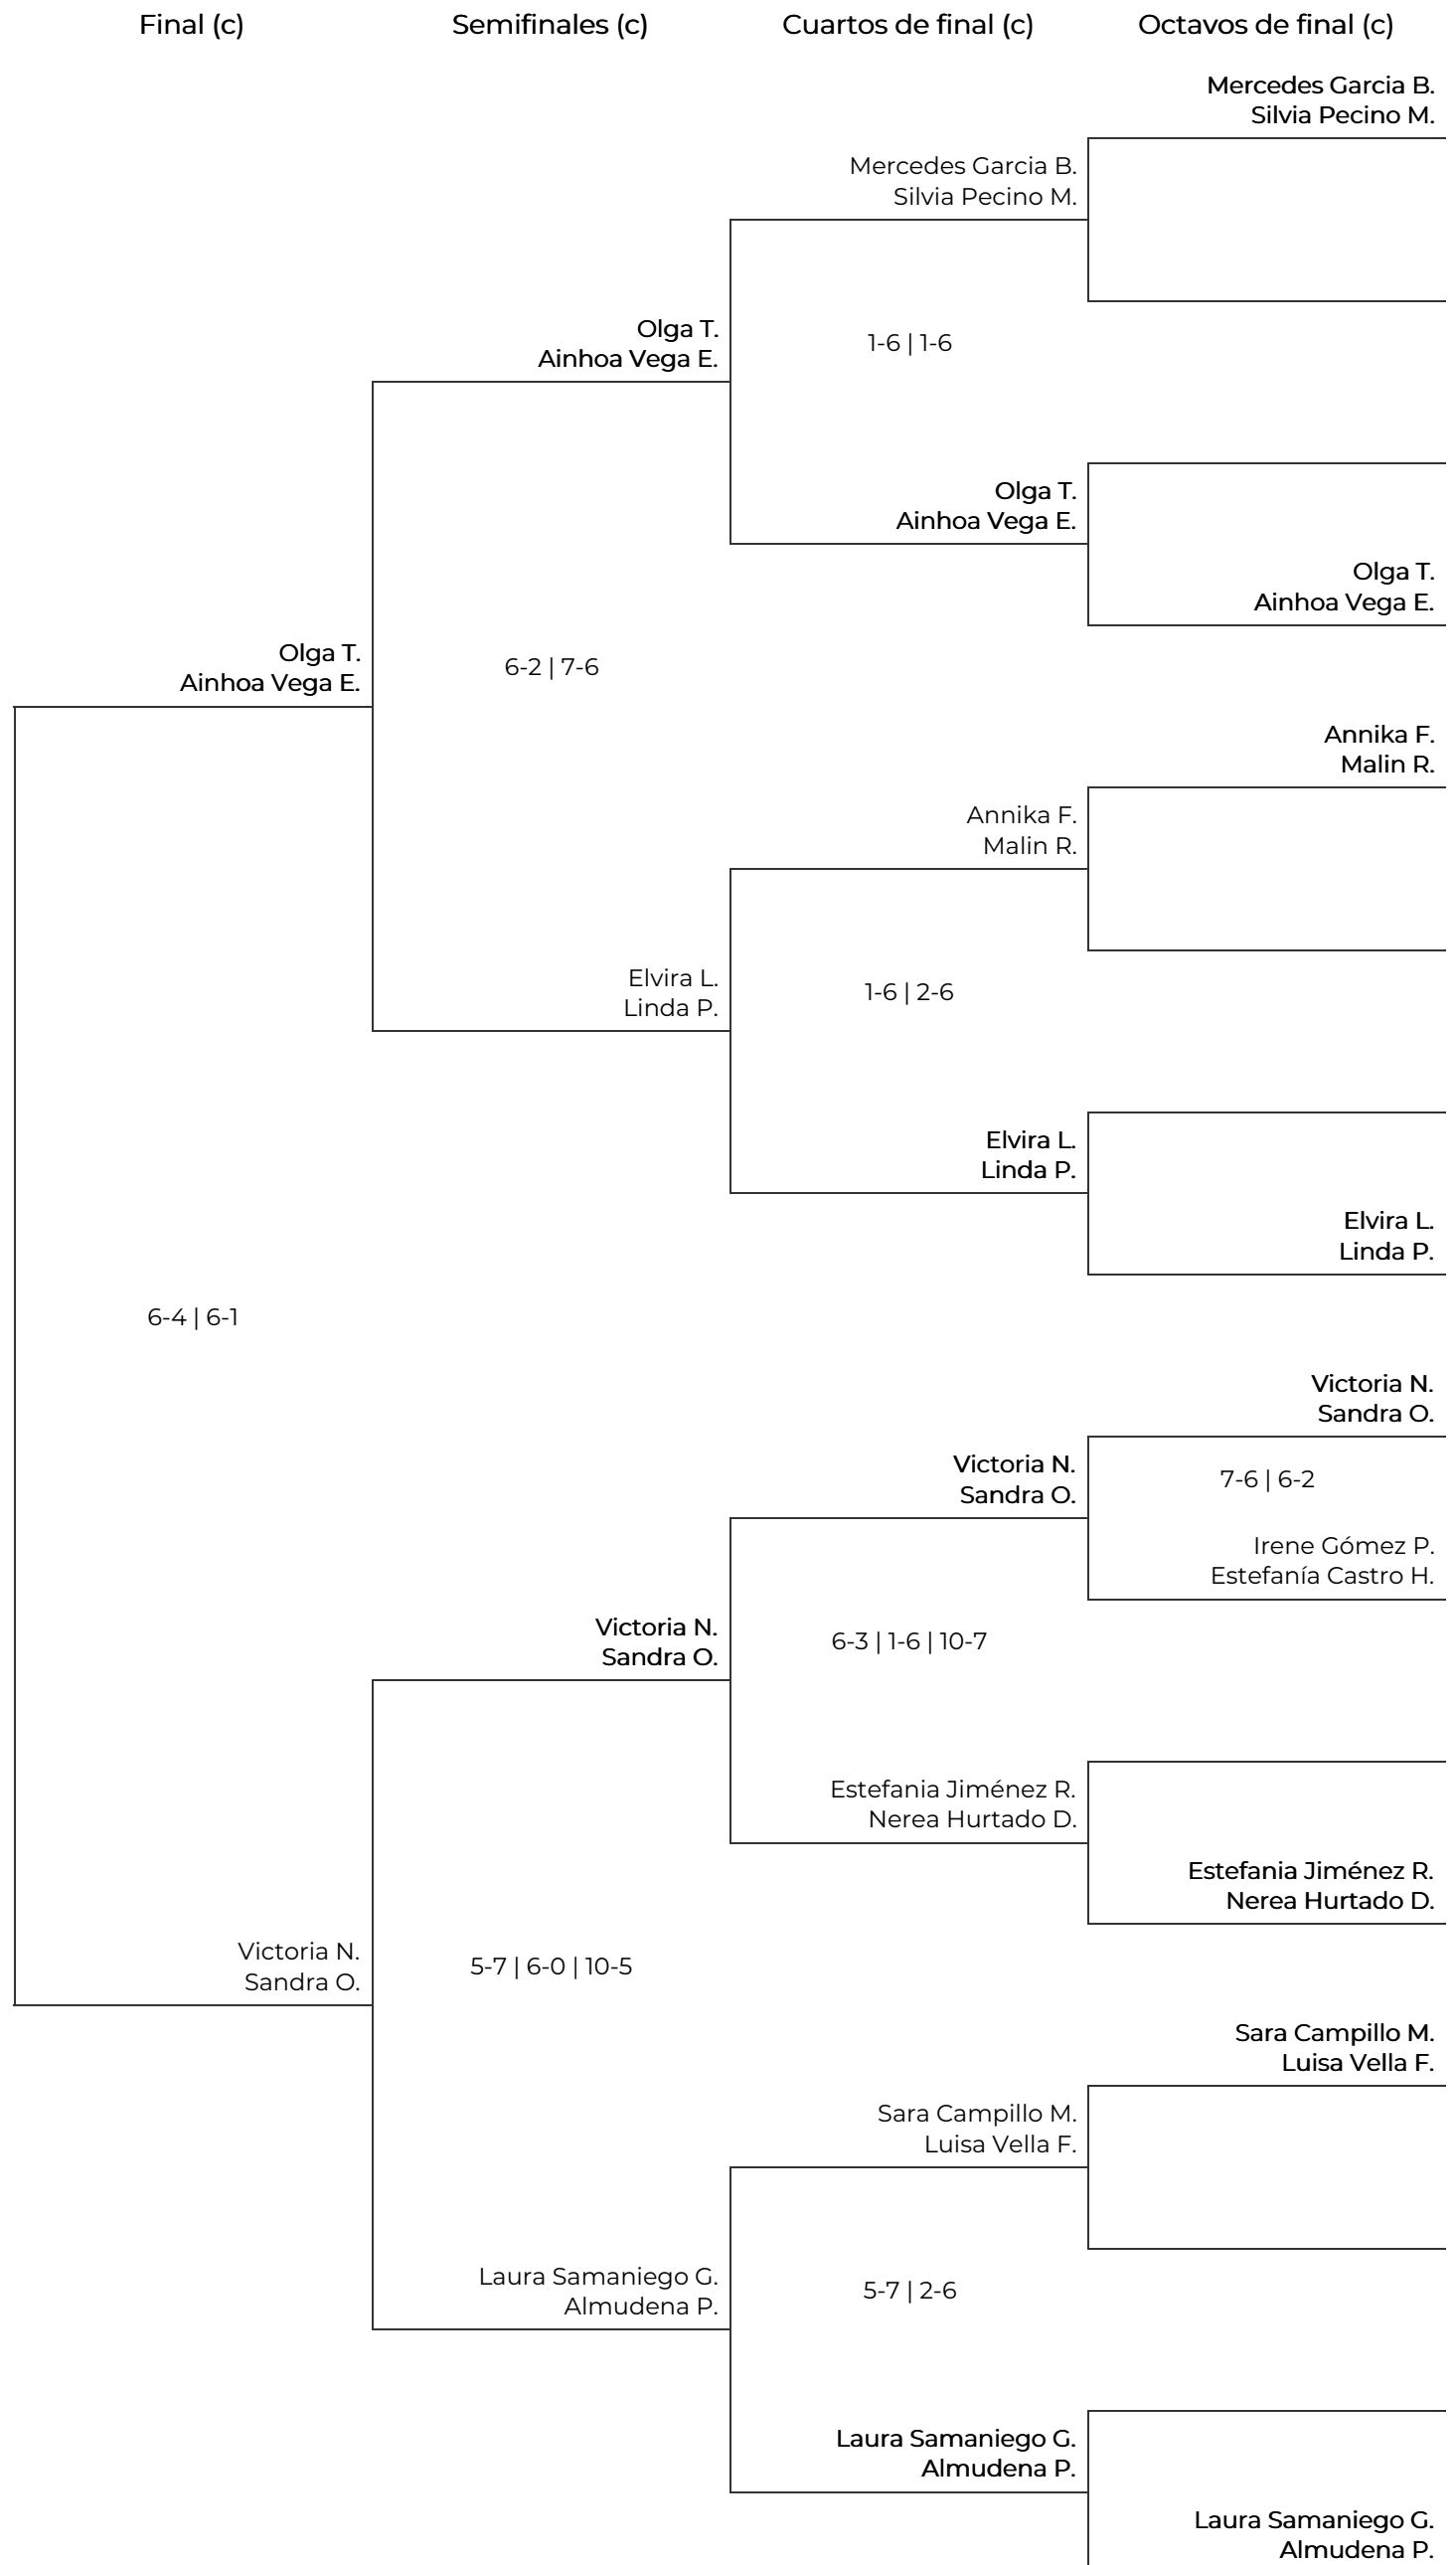 Final (c)
Semifinales (c)
Cuartos de final (c)
Octavos de final (c)
Mercedes Garcia B.
Silvia Pecino M.
Mercedes Garcia B.
Silvia Pecino M.
Olga T.
Ainhoa Vega E.
1-6 | 1-6
Olga T.
Ainhoa Vega E.
Olga T.
Ainhoa Vega E.
Olga T.
Ainhoa Vega E.
6-2 | 7-6
Annika F.
Malin R.
Annika F.
Malin R.
Elvira L.
Linda P.
1-6 | 2-6
Elvira L.
Linda P.
Elvira L.
Linda P.
6-4 | 6-1
Victoria N.
Sandra O.
Victoria N.
Sandra O.
7-6 | 6-2
Irene Gómez P.
Estefanía Castro H.
Victoria N.
Sandra O.
6-3 | 1-6 | 10-7
Estefania Jiménez R.
Nerea Hurtado D.
Estefania Jiménez R.
Nerea Hurtado D.
Victoria N.
Sandra O.
5-7 | 6-0 | 10-5
Sara Campillo M.
Luisa Vella F.
Sara Campillo M.
Luisa Vella F.
Laura Samaniego G.
Almudena P.
5-7 | 2-6
Laura Samaniego G.
Almudena P.
Laura Samaniego G.
Almudena P.